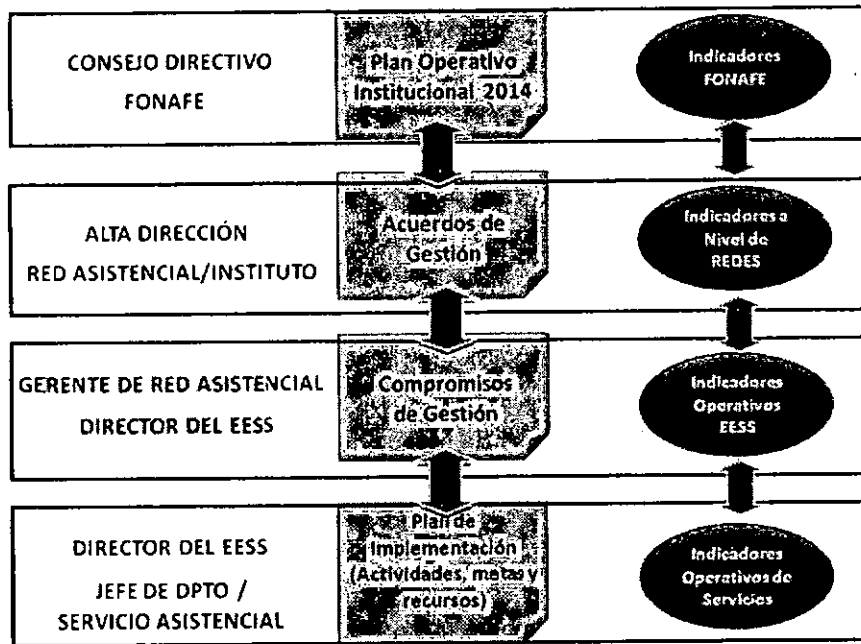 CONSEJO DIRECTIVO
FONAFE
Plan Operativo
Institucional 2014
Indicadores
FONAFE
ALTA DIRECCIÓN
RED ASISTENCIAL/INSTITUTO
Acuerdos de
Gestión
Indicadores a
Nivel de
REDES
GERENTE DE RED ASISTENCIAL
DIRECTOR DEL EESS
Compromisos
de Gestión
Indicadores
Operativos
EESS
DIRECTOR DEL EESS
JEFE DE DPTO /
SERVICIO ASISTENCIAL
Plan de
Implementación
(Actividades, metas y
recursos)
Indicadores
Operativos de
Servicios